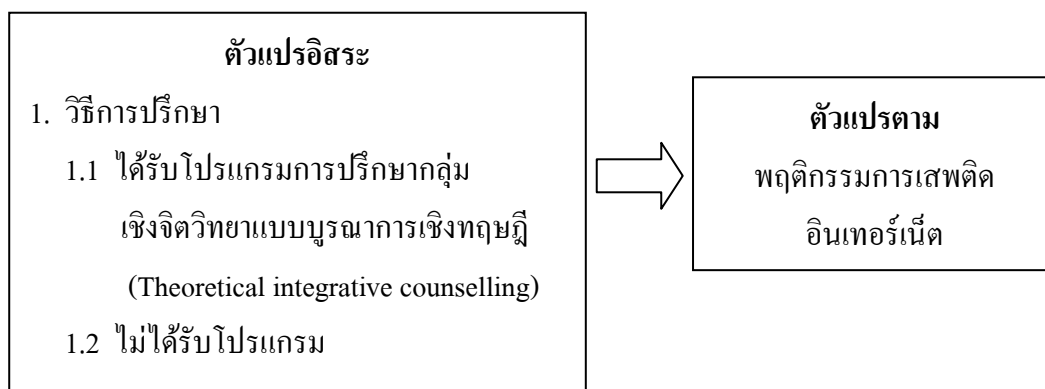 ตัวแปรอิสระ
1. วิธีการปรึกษา
1.1 ได้รับโปรแกรมการปรึกษากลุ่ม
เชิงจิตวิทยาแบบบูรณาการเชิงทฤษฎี
(Theoretical integrative counselling)
1.2 ไม่ได้รับโปรแกรม
ตัวแปรตาม
พฤติกรรมการเสพติด
อินเทอร์เน็ต